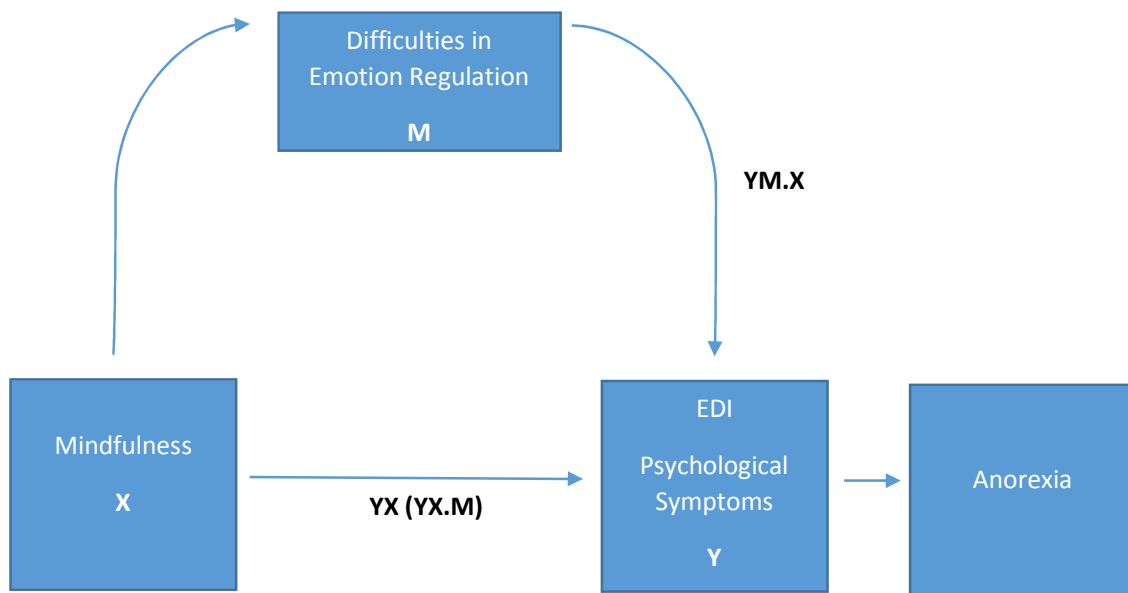 Difficulties in
Emotion Regulation
M
YM.X
Mindfulness
X
YX (YX.M)
EDI
Psychological
Symptoms
Y
Anorexia